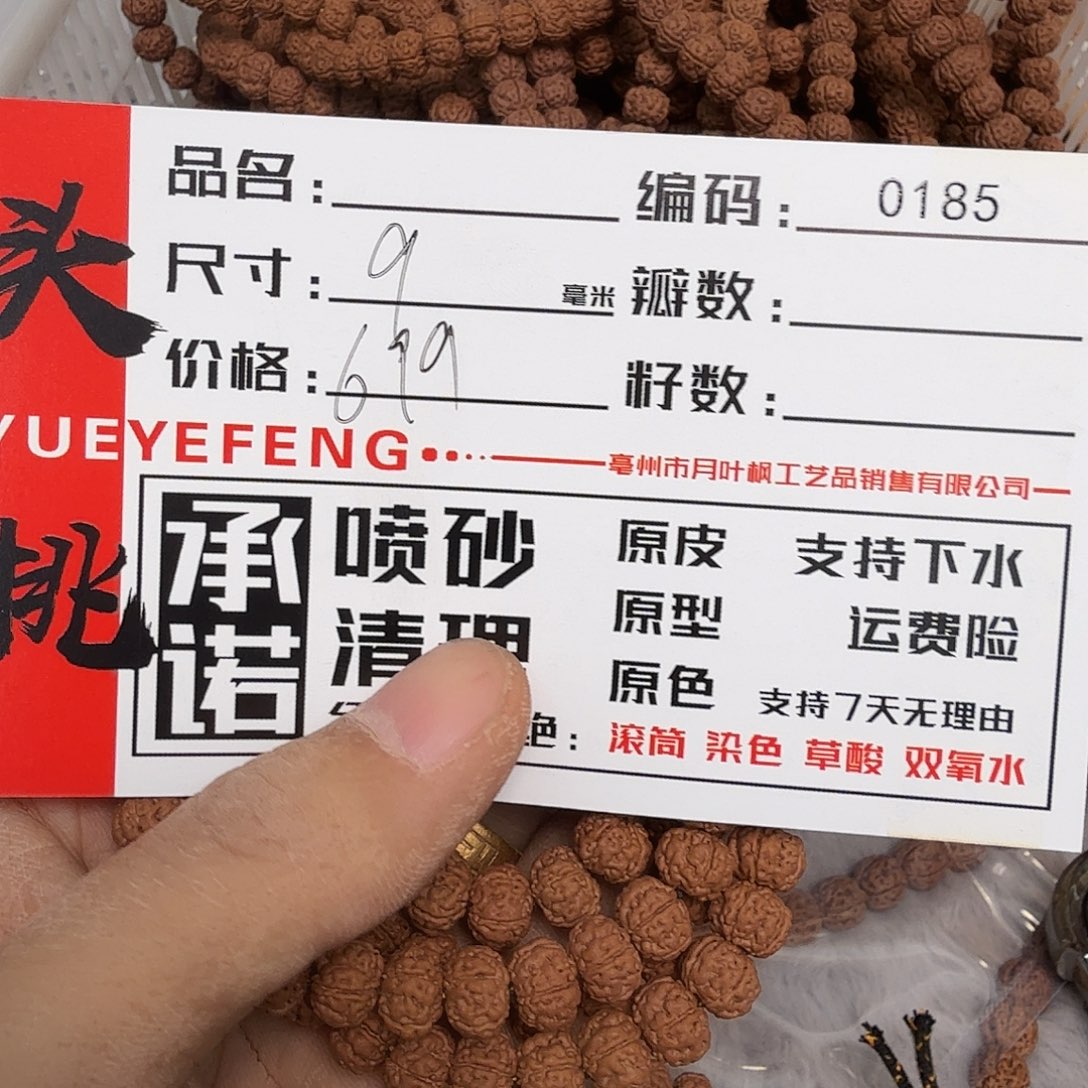 头挑
品名：
编码：0185
尺寸：9 毫米
瓣数：
价格：699
籽数：
YUEYEFENG
亳州市月叶枫工艺品销售有限公司
承诺
喷砂
清理
原皮
原型
原色
支持下水
运费险
支持7天无理由
绝：滚筒 染色 草酸 双氧水